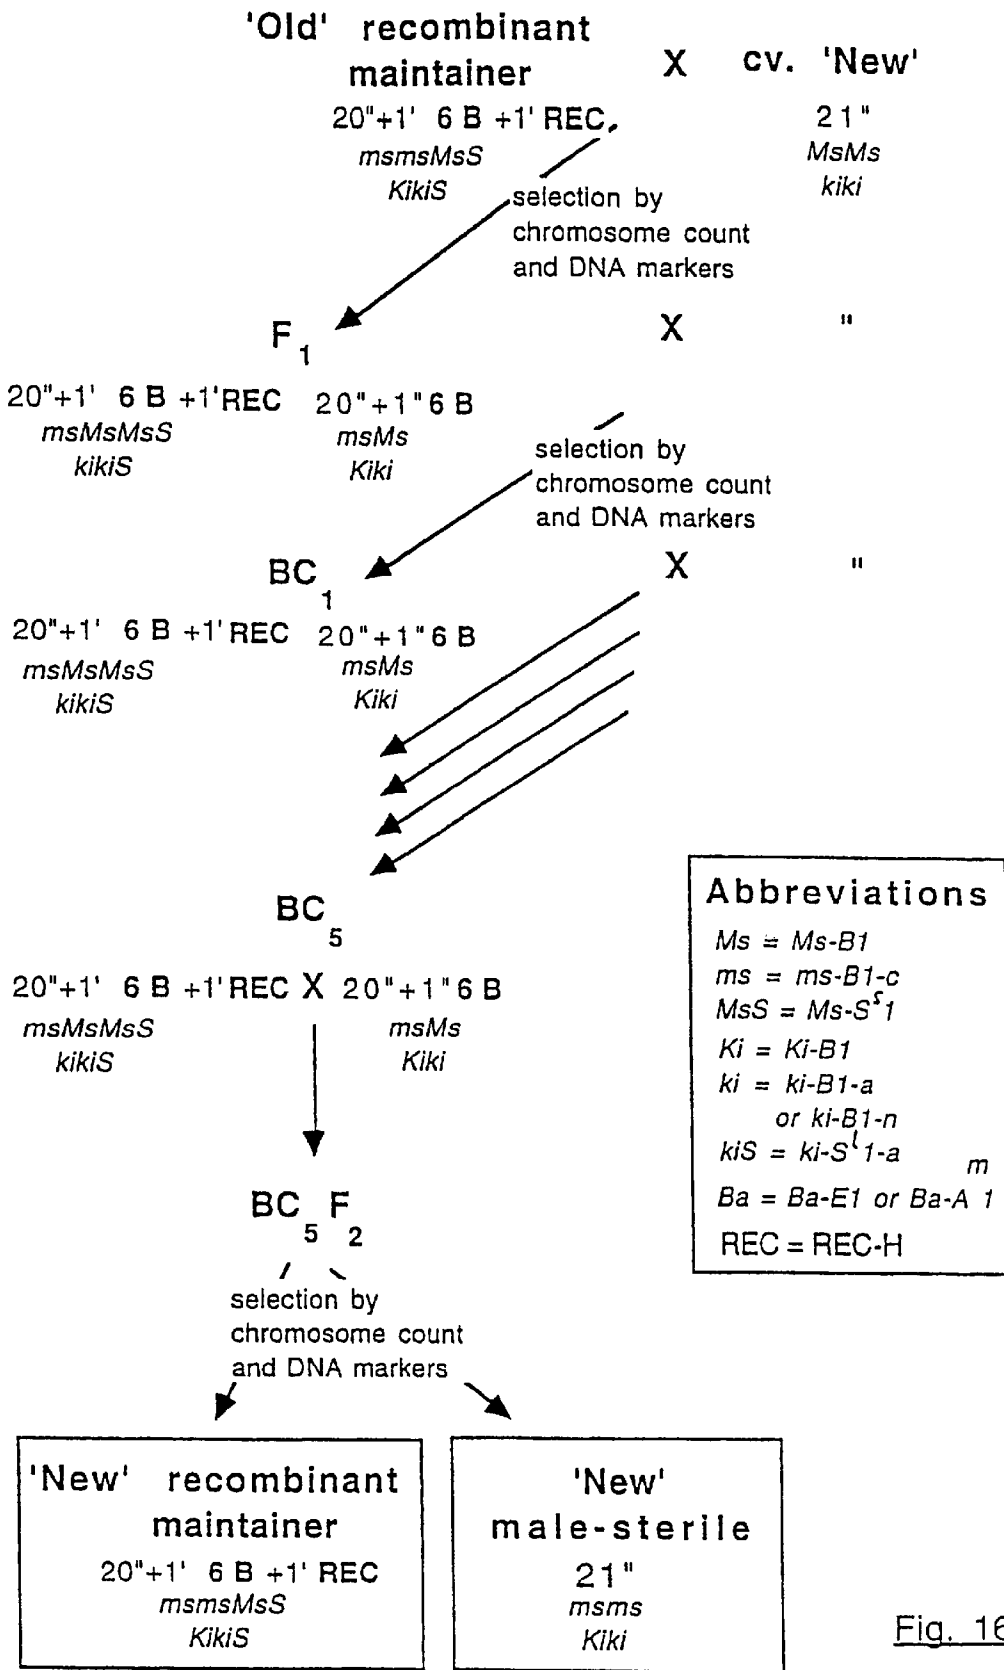 'Old' recombinant
maintainer
X cv. 'New'
20"+1' 6 B +1' REC
21"
msmsMsS
MsMs
KikiS
kiki
selection by
chromosome count
and DNA markers
F1
X "
20"+1' 6 B +1'REC 20"+1"6 B
msMsMsS msMs
kikiS Kiki
selection by
chromosome count
and DNA markers
BC1
X "
20"+1' 6 B +1'REC 20"+1"6 B
msMsMsS msMs
kikiS Kiki
BC5
20"+1' 6 B +1'REC X 20"+1"6 B
msMsMsS msMs
kikiS Kiki
BC5 F2
selection by
chromosome count
and DNA markers
'New' recombinant
maintainer
20"+1' 6 B +1' REC
msmsMsS
KikiS
'New'
male-sterile
21"
msms
Kiki
Abbreviations
Ms = Ms-B1
ms = ms-B1-c
MsS = Ms-Sˢ1
Ki = Ki-B1
ki = ki-B1-a
or ki-B1-n
kiS = ki-Sˡ1-a
Ba = Ba-E1 or Ba-Aᵐ1
REC = REC-H
Fig. 16